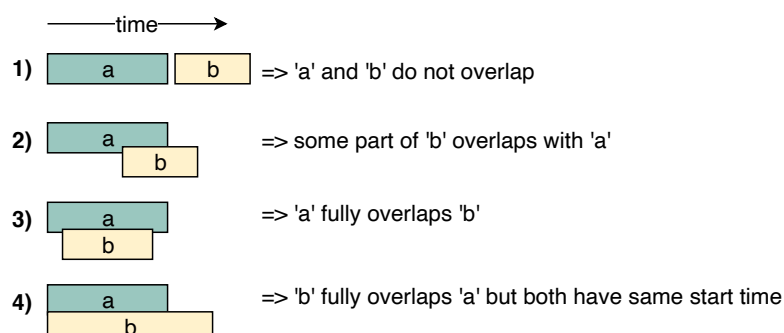 time
1) a b => 'a' and 'b' do not overlap
2) a => some part of 'b' overlaps with 'a'
b
3) a => 'a' fully overlaps 'b'
b
4) a => 'b' fully overlaps 'a' but both have same start time
b